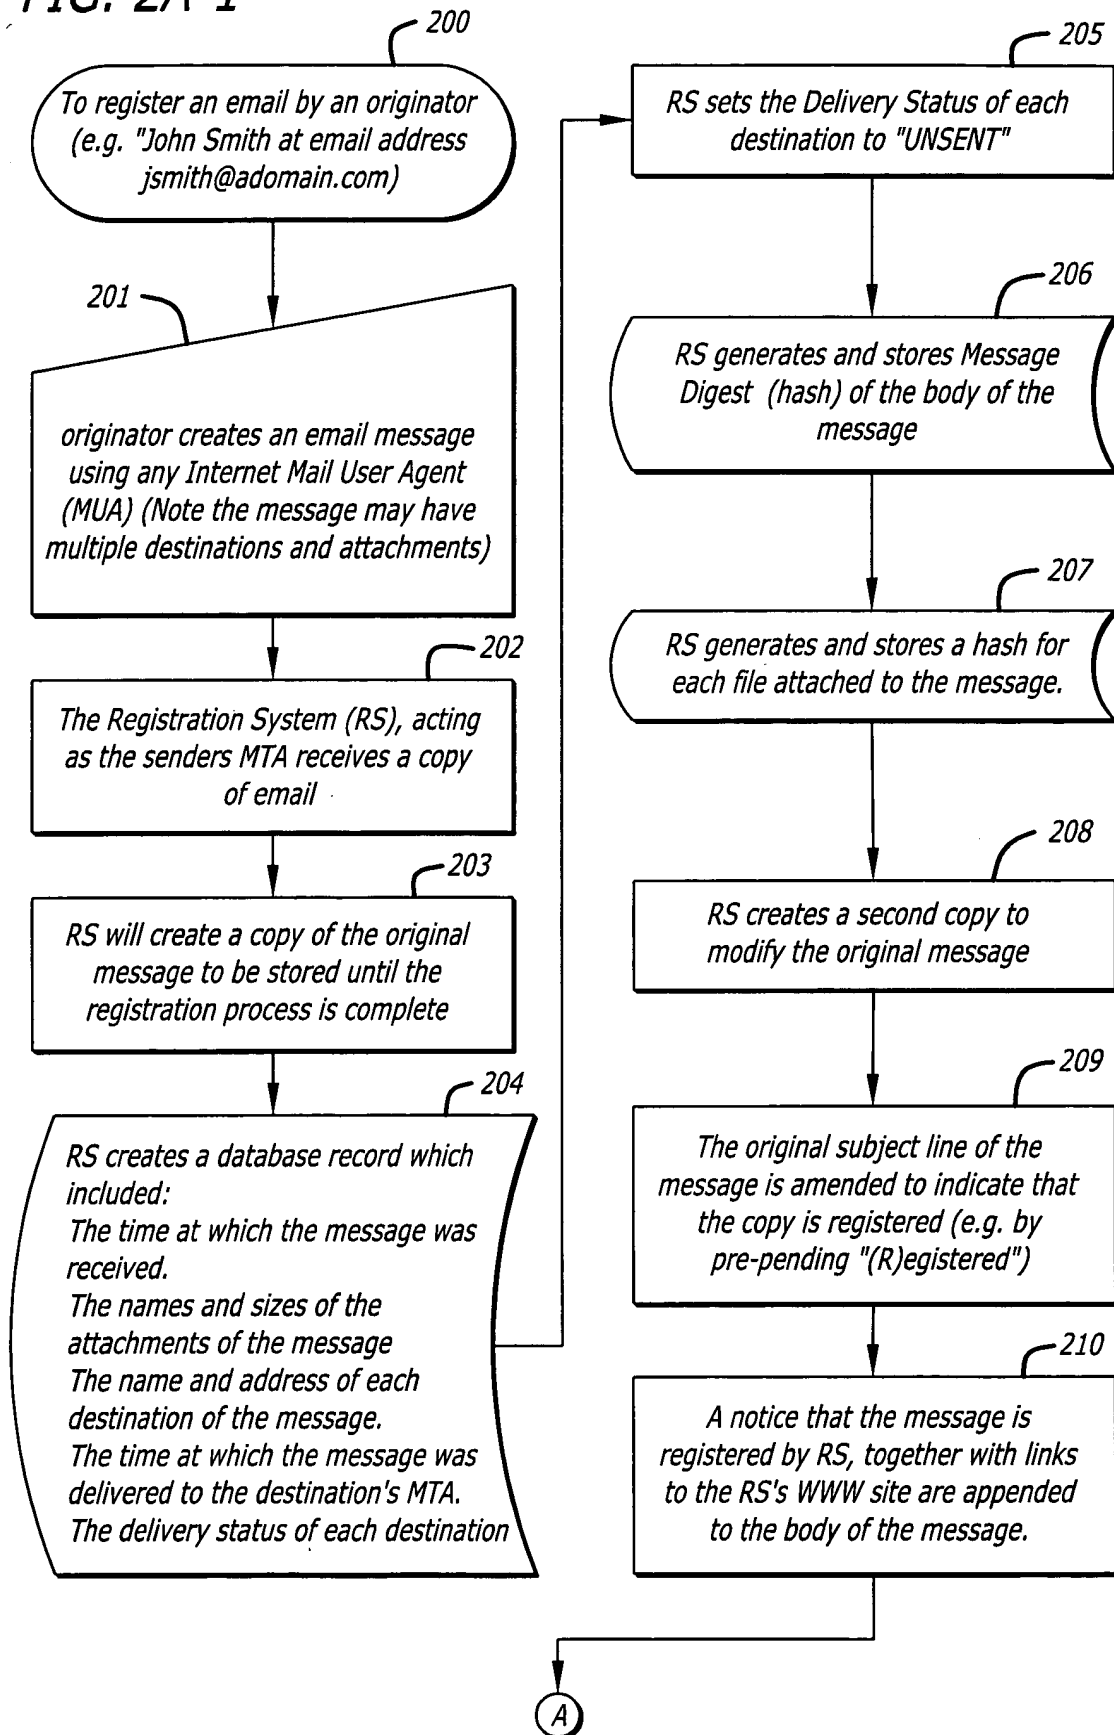 FIG. 2A-1
200
To register an email by an originator
(e.g. "John Smith at email address
jsmith@adomain.com)
201
originator creates an email message
using any Internet Mail User Agent
(MUA) (Note the message may have
multiple destinations and attachments)
202
The Registration System (RS), acting
as the senders MTA receives a copy
of email
203
RS will create a copy of the original
message to be stored until the
registration process is complete
204
RS creates a database record which
included:
The time at which the message was
received.
The names and sizes of the
attachments of the message
The name and address of each
destination of the message.
The time at which the message was
delivered to the destination's MTA.
The delivery status of each destination
205
RS sets the Delivery Status of each
destination to "UNSENT"
206
RS generates and stores Message
Digest (hash) of the body of the
message
207
RS generates and stores a hash for
each file attached to the message.
208
RS creates a second copy to
modify the original message
209
The original subject line of the
message is amended to indicate that
the copy is registered (e.g. by
pre-pending "(R)egistered")
210
A notice that the message is
registered by RS, together with links
to the RS's WWW site are appended
to the body of the message.
A